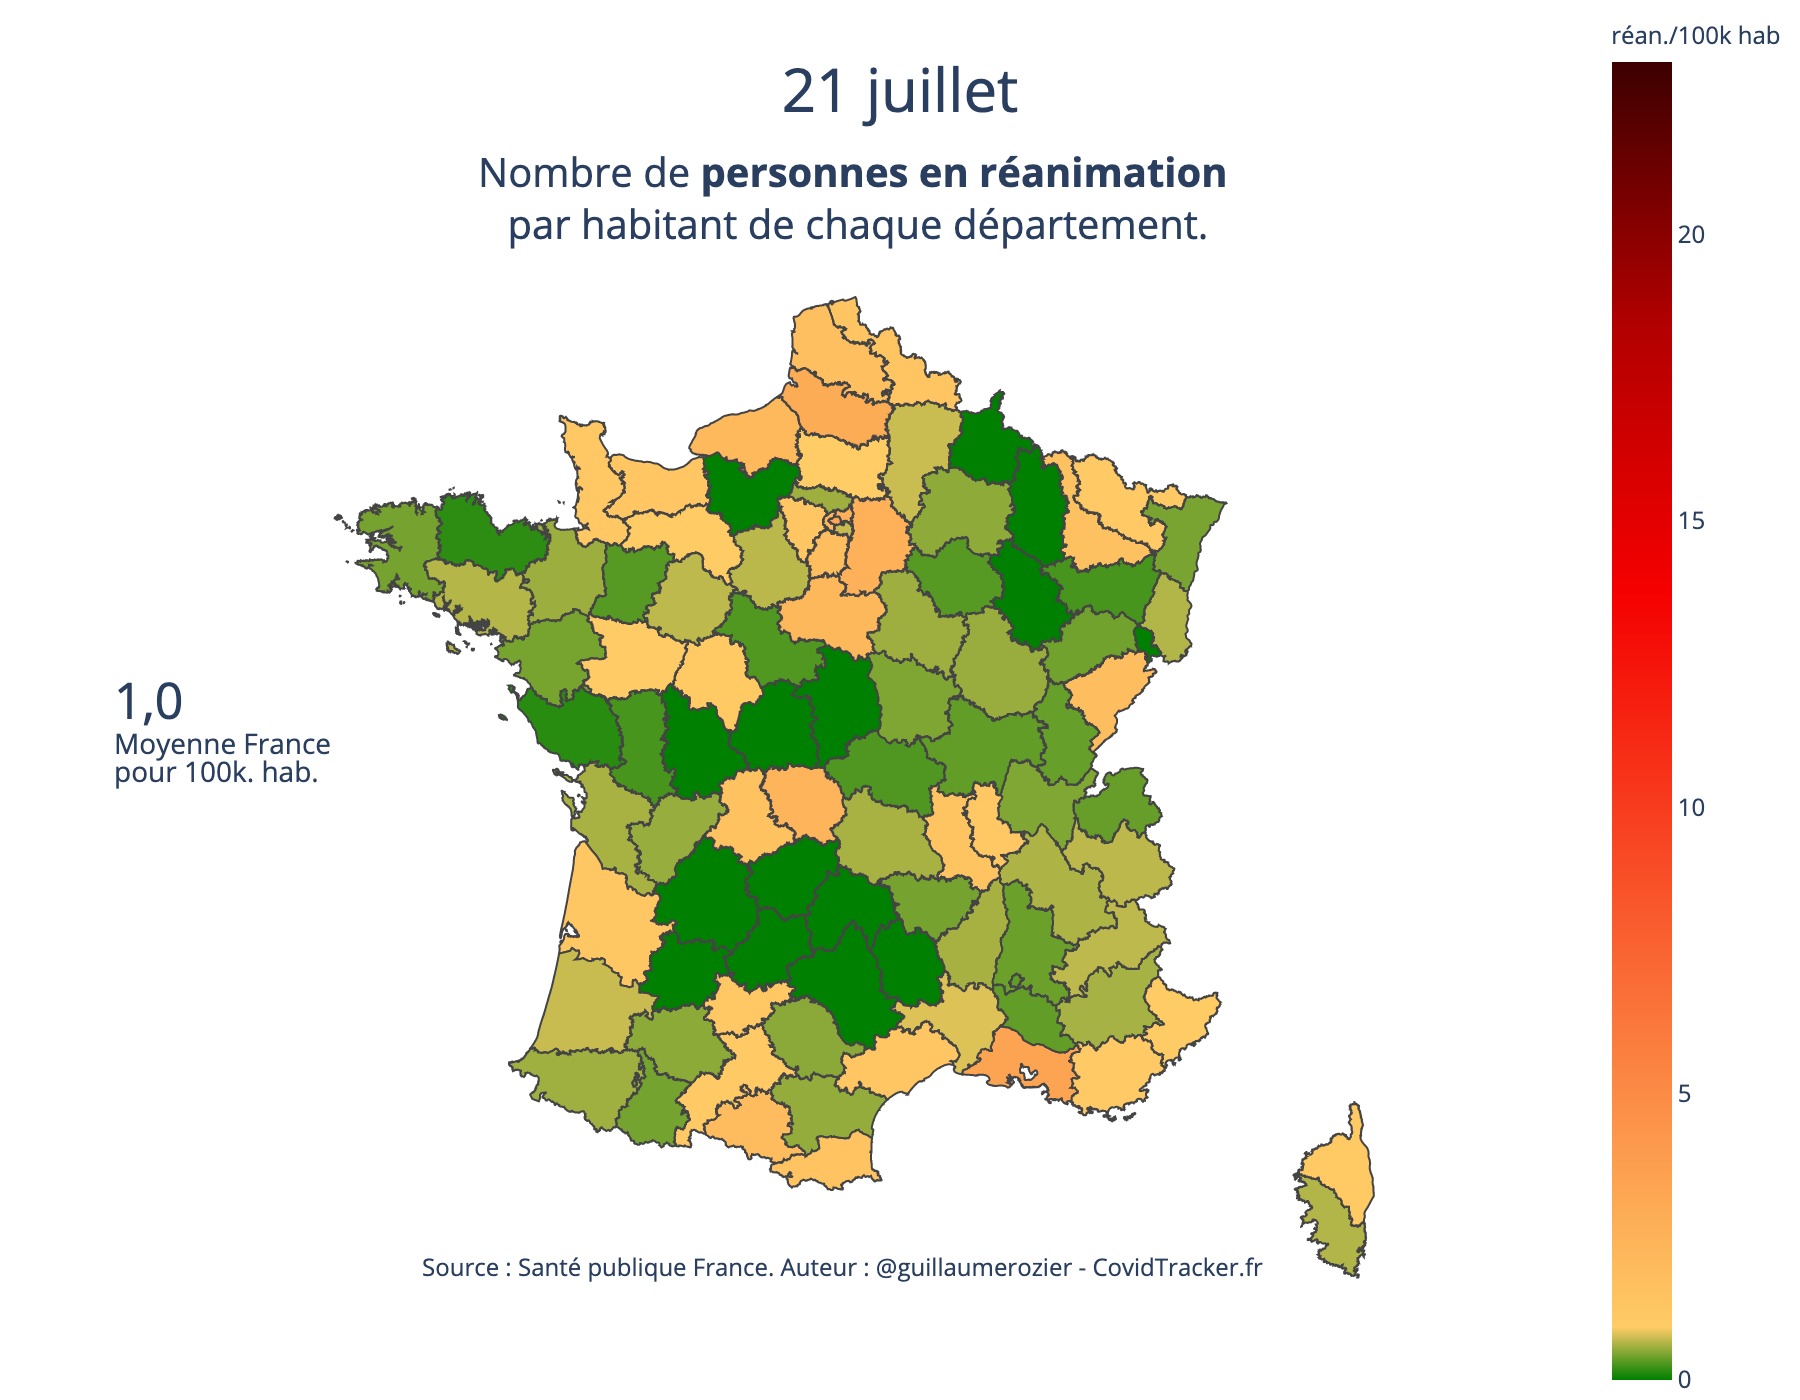 réan./100k hab
21 juillet
Nombre de personnes en réanimation
par habitant de chaque département.
20
15
1,0
Moyenne France
pour 100k. hab.
10
5
Source : Santé publique France. Auteur : @guillaumerozier - CovidTracker.fr
0